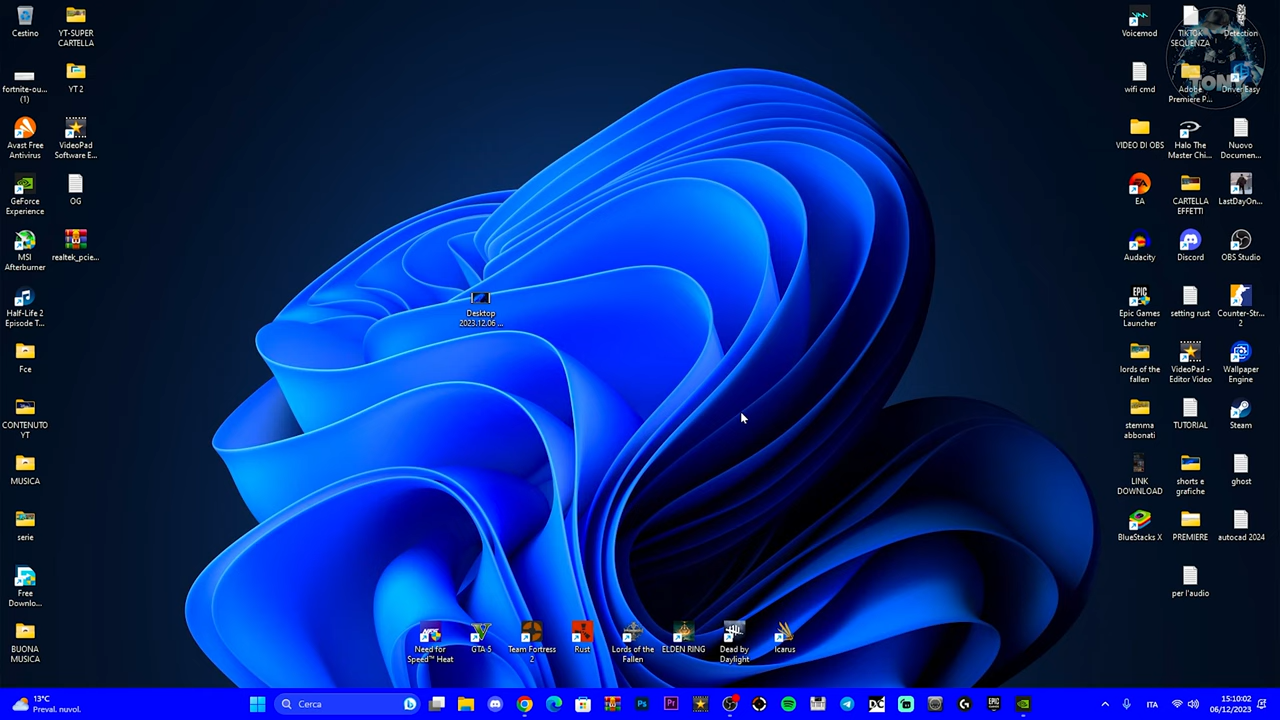 Cestino
YT-SUPER
CARTELLA
fortnite-ou...
(1)
YT 2
Avast Free
Antivirus
VideoPad
Software E...
GeForce
Experience
OG
MSI
Afterburner
realtek_pcie...
Half-Life 2
Episode T...
Fce
CONTENUTO
YT
MUSICA
serie
Free
Downlo...
BUONA
MUSICA
Desktop
2023.12.06 ...
Need for
Speed™ Heat
GTA 5
Team Fortress
2
Rust
Lords of the
Fallen
ELDEN RING
Dead by
Daylight
Icarus
Voicemod
TIKTOK
SEQUENZA
Detection
wifi cmd
Adobe
Premiere P...
Driver Easy
TONY
VIDEO DI OBS
Halo The
Master Chi...
Nuovo
Documen...
EA
CARTELLA
EFFETTI
LastDayOn...
Audacity
Discord
OBS Studio
Epic Games
Launcher
setting rust
Counter-Str...
2
lords of the
fallen
VideoPad -
Editor Video
Wallpaper
Engine
stemma
abbonati
TUTORIAL
Steam
LINK
DOWNLOAD
shorts e
grafiche
ghost
BlueStacks X
PREMIERE
autocad 2024
per l'audio
13°C
Preval. nuvol.
Cerca
ITA
15:10:02
06/12/2023